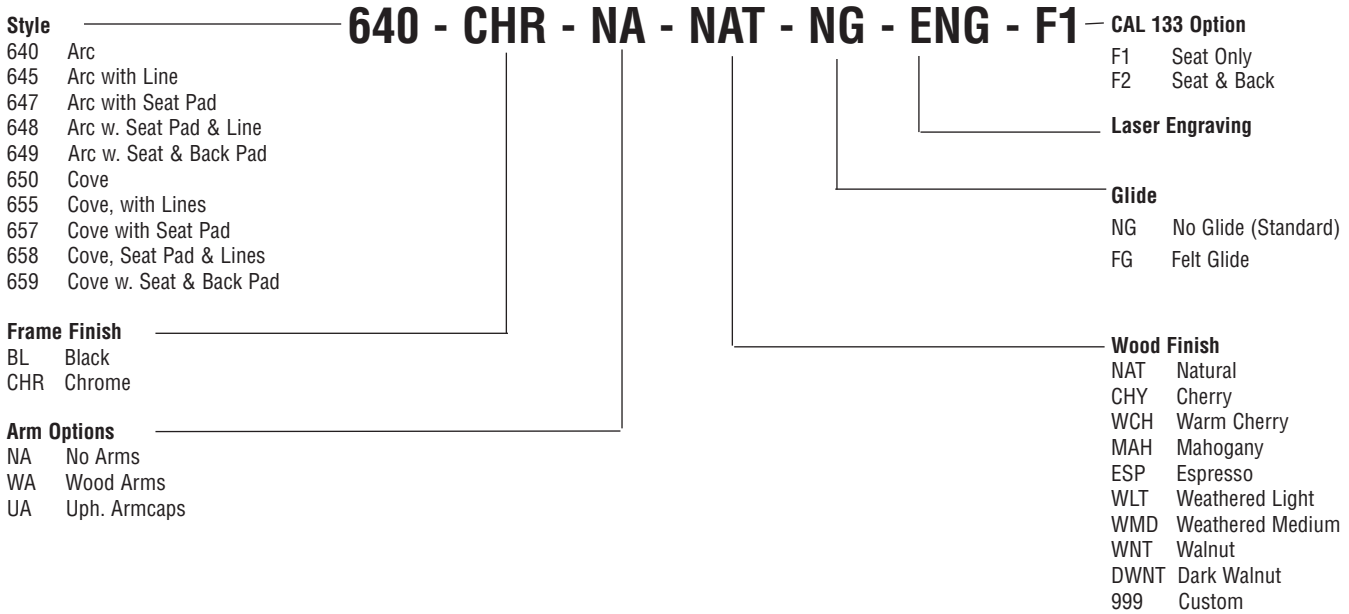 640 - CHR - NA - NAT - NG - ENG - F1
Style
640 Arc
645 Arc with Line
647 Arc with Seat Pad
648 Arc w. Seat Pad & Line
649 Arc w. Seat & Back Pad
650 Cove
655 Cove, with Lines
657 Cove with Seat Pad
658 Cove, Seat Pad & Lines
659 Cove w. Seat & Back Pad
Frame Finish
BL Black
CHR Chrome
Arm Options
NA No Arms
WA Wood Arms
UA Uph. Armcaps
CAL 133 Option
F1 Seat Only
F2 Seat & Back
Laser Engraving
Glide
NG No Glide (Standard)
FG Felt Glide
Wood Finish
NAT Natural
CHY Cherry
WCH Warm Cherry
MAH Mahogany
ESP Espresso
WLT Weathered Light
WMD Weathered Medium
WNT Walnut
DWNT Dark Walnut
999 Custom